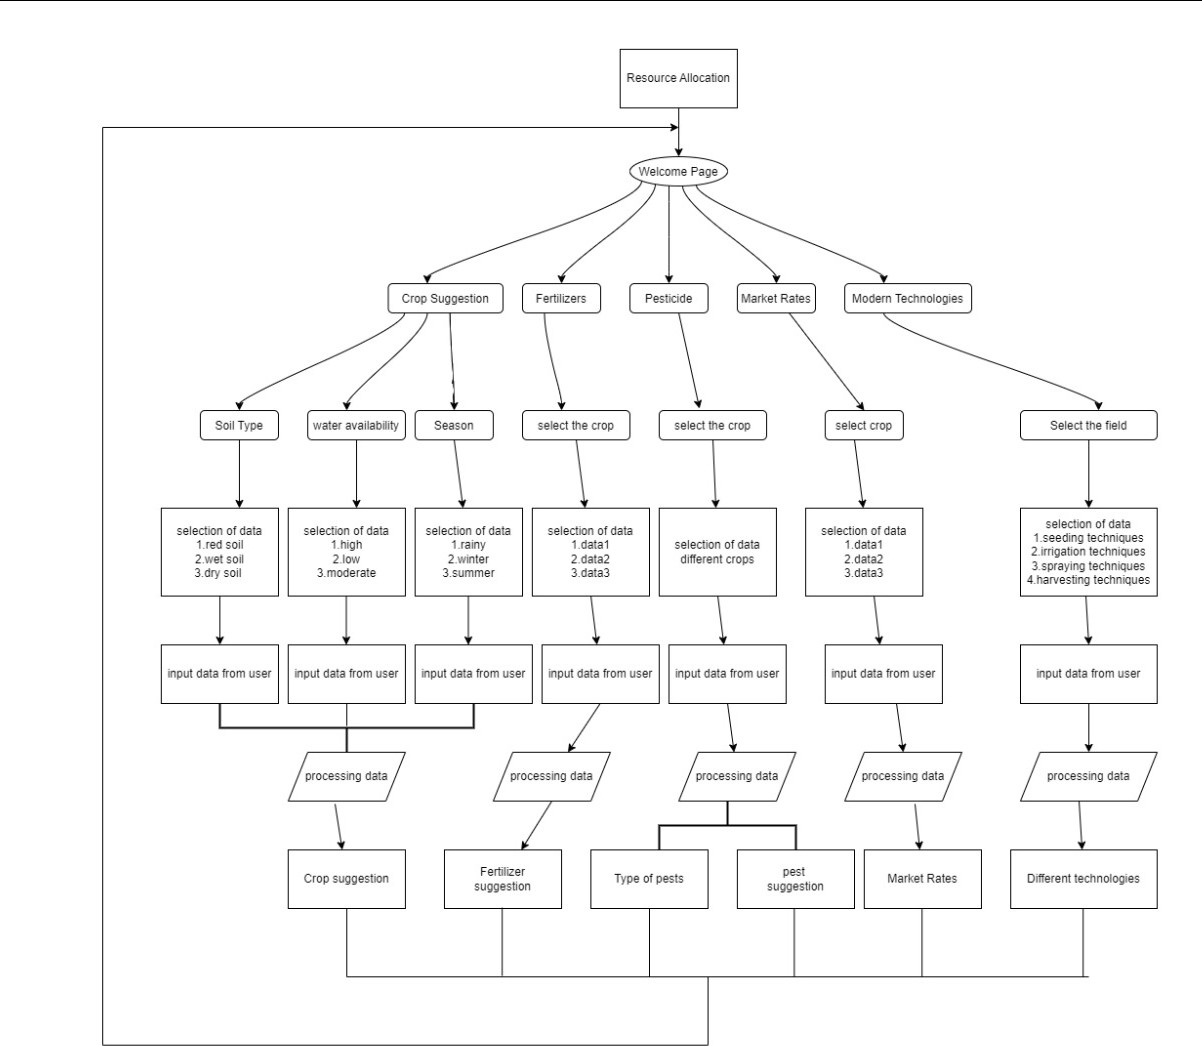 Resource Allocation
Welcome Page
Crop Suggestion
Fertilizers
Pesticide
Market Rates
Modern Technologies
Soil Type
water availability
Season
select the crop
select the crop
select crop
Select the field
selection of data
1.red soil
2.wet soil
3.dry soil
selection of data
1.high
2.low
3.moderate
selection of data
1.rainy
2.winter
3.summer
selection of data
1.data1
2.data2
3.data3
selection of data
different crops
selection of data
1.data1
2.data2
3.data3
selection of data
1.seeding techniques
2.irrigation techniques
3.spraying techniques
4.harvesting techniques
input data from user
input data from user
input data from user
input data from user
input data from user
input data from user
input data from user
processing data
processing data
processing data
processing data
processing data
Crop suggestion
Fertilizer
suggestion
Type of pests
pest
suggestion
Market Rates
Different technologies